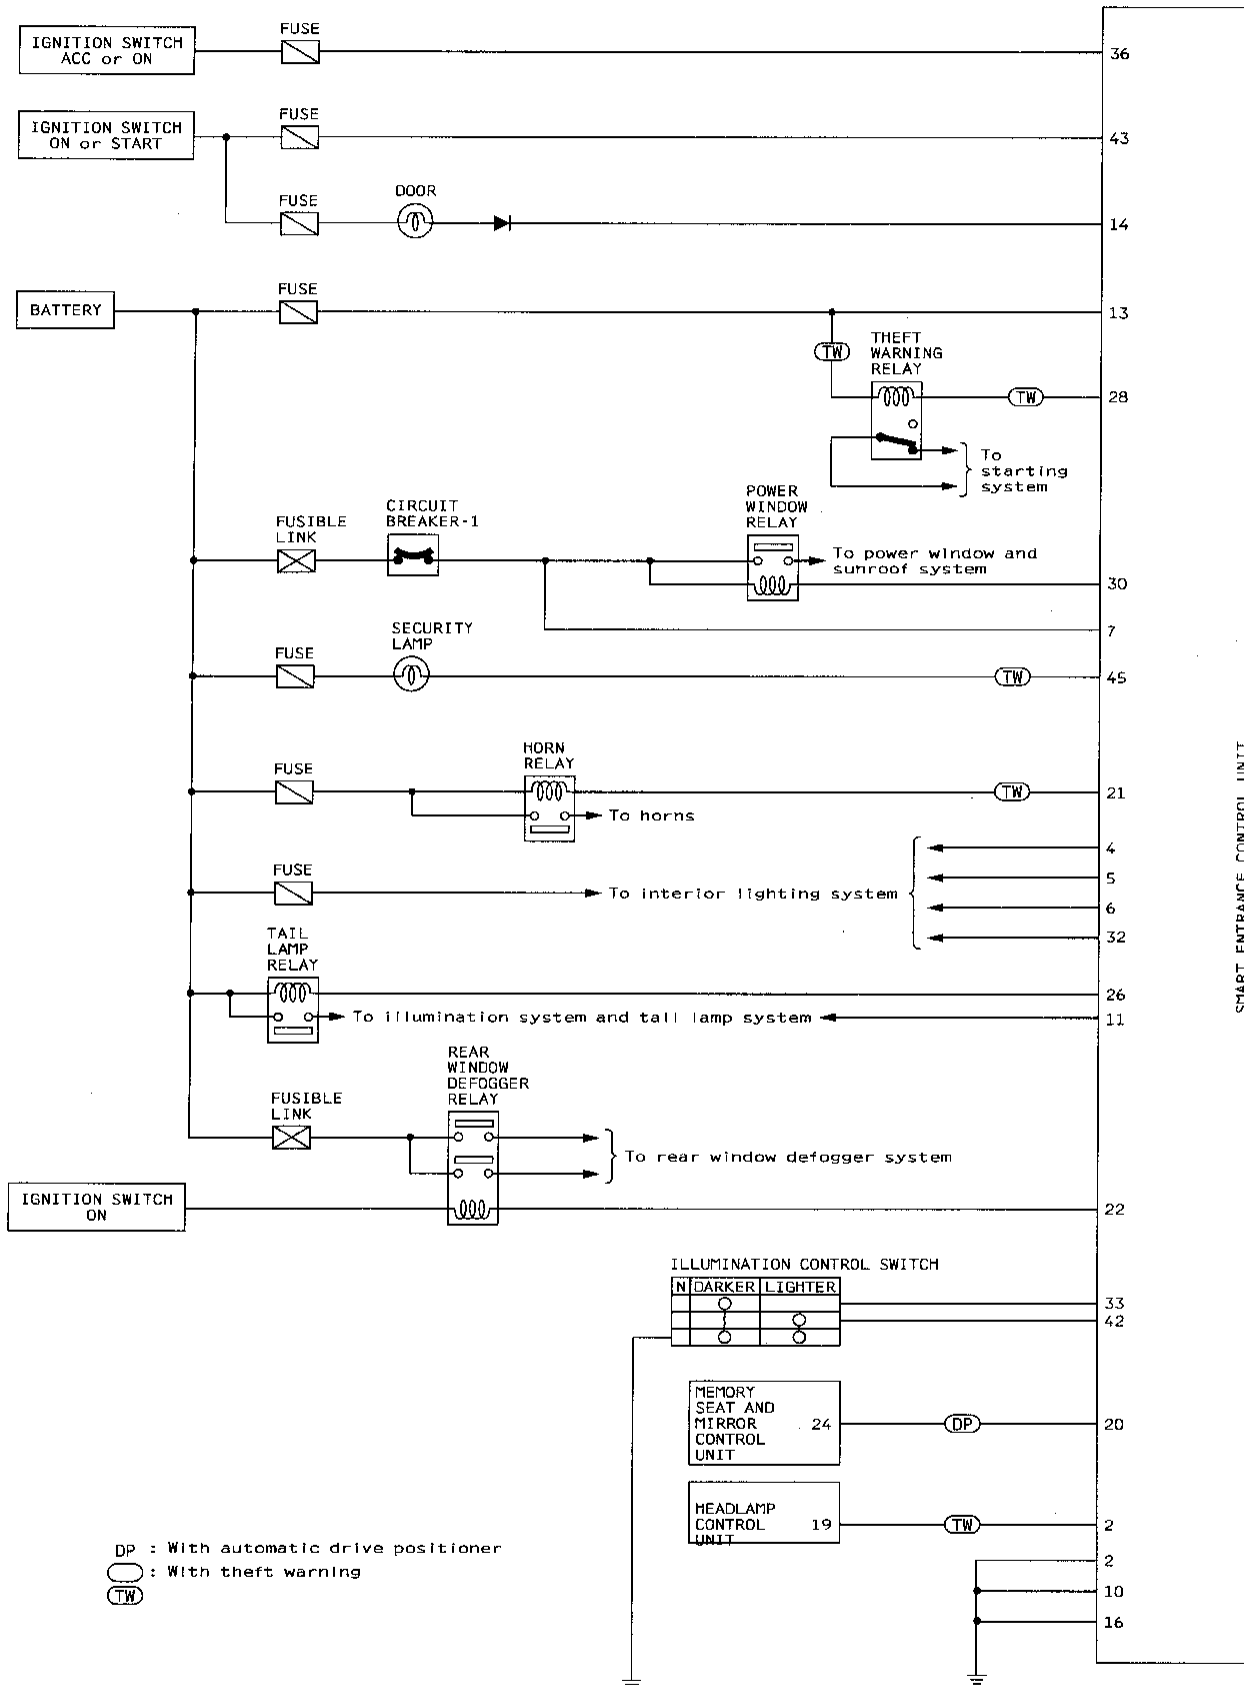 FUSE
IGNITION SWITCH
ACC or ON
36
FUSE
IGNITION SWITCH
ON or START
43
FUSE
DOOR
14
FUSE
BATTERY
13
TW
THEFT
WARNING
RELAY
TW
28
To
starting
system
POWER
WINDOW
RELAY
CIRCUIT
BREAKER-1
FUSIBLE
LINK
To power window and
sunroof system
30
7
SECURITY
LAMP
FUSE
TW
45
HORN
RELAY
FUSE
TW
21
To horns
4
FUSE
5
To interior lighting system
6
32
TAIL
LAMP
RELAY
26
To illumination system and tail lamp system
11
SMART ENTRANCE CONTROL UNIT
REAR
WINDOW
DEFOGGER
RELAY
FUSIBLE
LINK
To rear window defogger system
IGNITION SWITCH
ON
22
ILLUMINATION CONTROL SWITCH
N DARKER LIGHTER
33
42
MEMORY
SEAT AND
MIRROR
CONTROL
UNIT
24
DP
20
HEADLAMP
CONTROL
UNIT
19
TW
2
2
10
16
DP : With automatic drive positioner
: With theft warning
TW